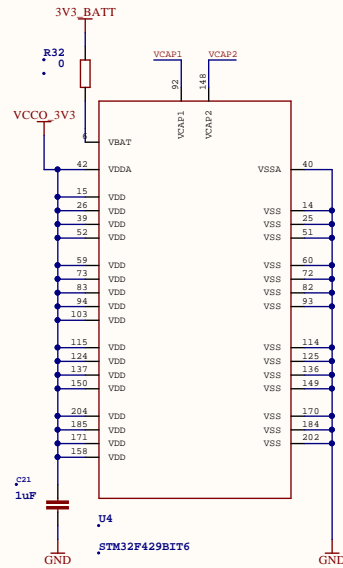 3V3_BATT
R32
0
VCAP1
VCAP2
92
148
VCCO_3V3
VCAP1
VCAP2
6
VBAT
42
VDDA
VSSA
40
15
VDD
26
VDD
VSS
14
39
VDD
VSS
25
52
VDD
VSS
51
59
VDD
VSS
60
73
VDD
VSS
72
83
VDD
VSS
82
94
VDD
VSS
93
103
VDD
115
VDD
VSS
114
124
VDD
VSS
125
137
VDD
VSS
136
150
VDD
VSS
149
204
VDD
VSS
170
185
VDD
VSS
184
171
VDD
VSS
202
158
VDD
C21
1uF
U4
STM32F429BIT6
GND
GND